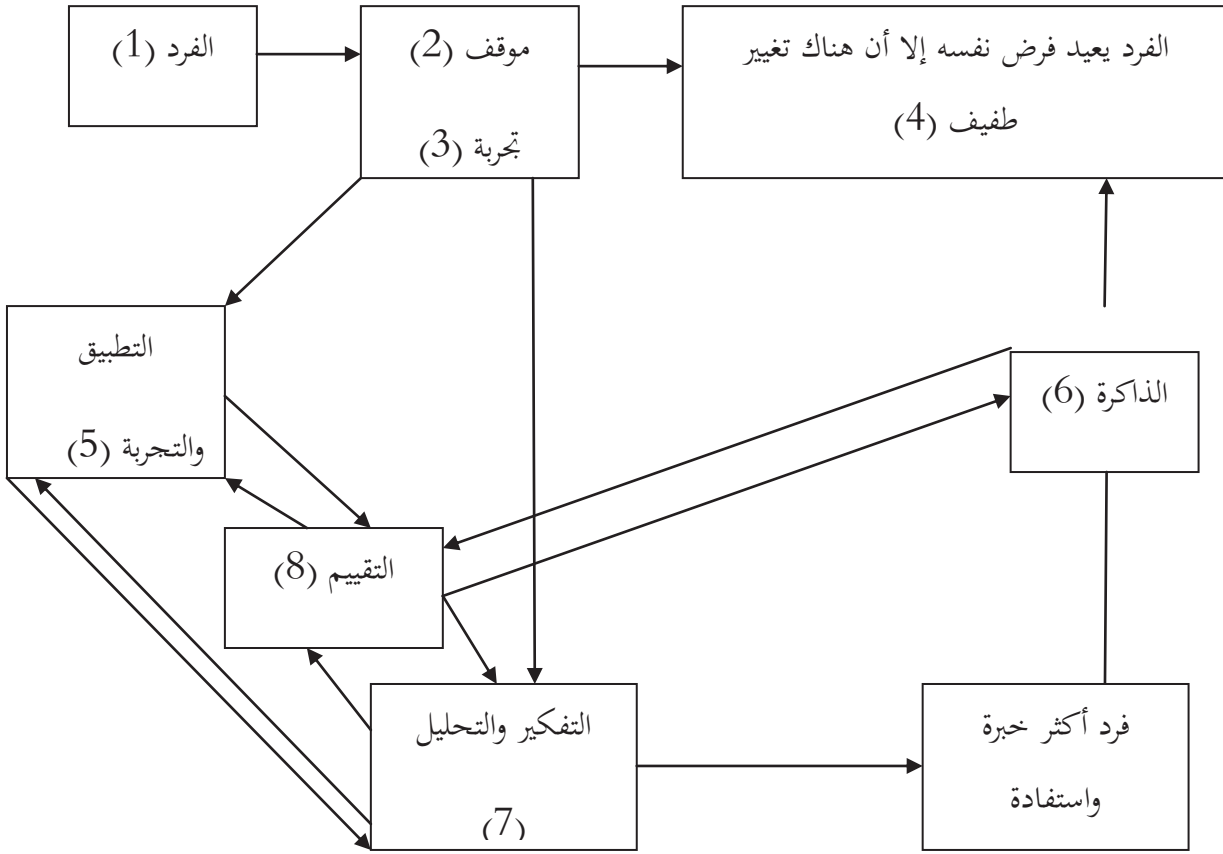 الفرد (1)
موقف (2)
تجربة (3)
الفرد يعيد فرض نفسه إلا أن هناك تغيير
طفيف (4)
التطبيق
والتجربة (5)
الذاكرة (6)
التقييم (8)
التفكير والتحليل
(7)
فرد أكثر خبرة
واستفادة